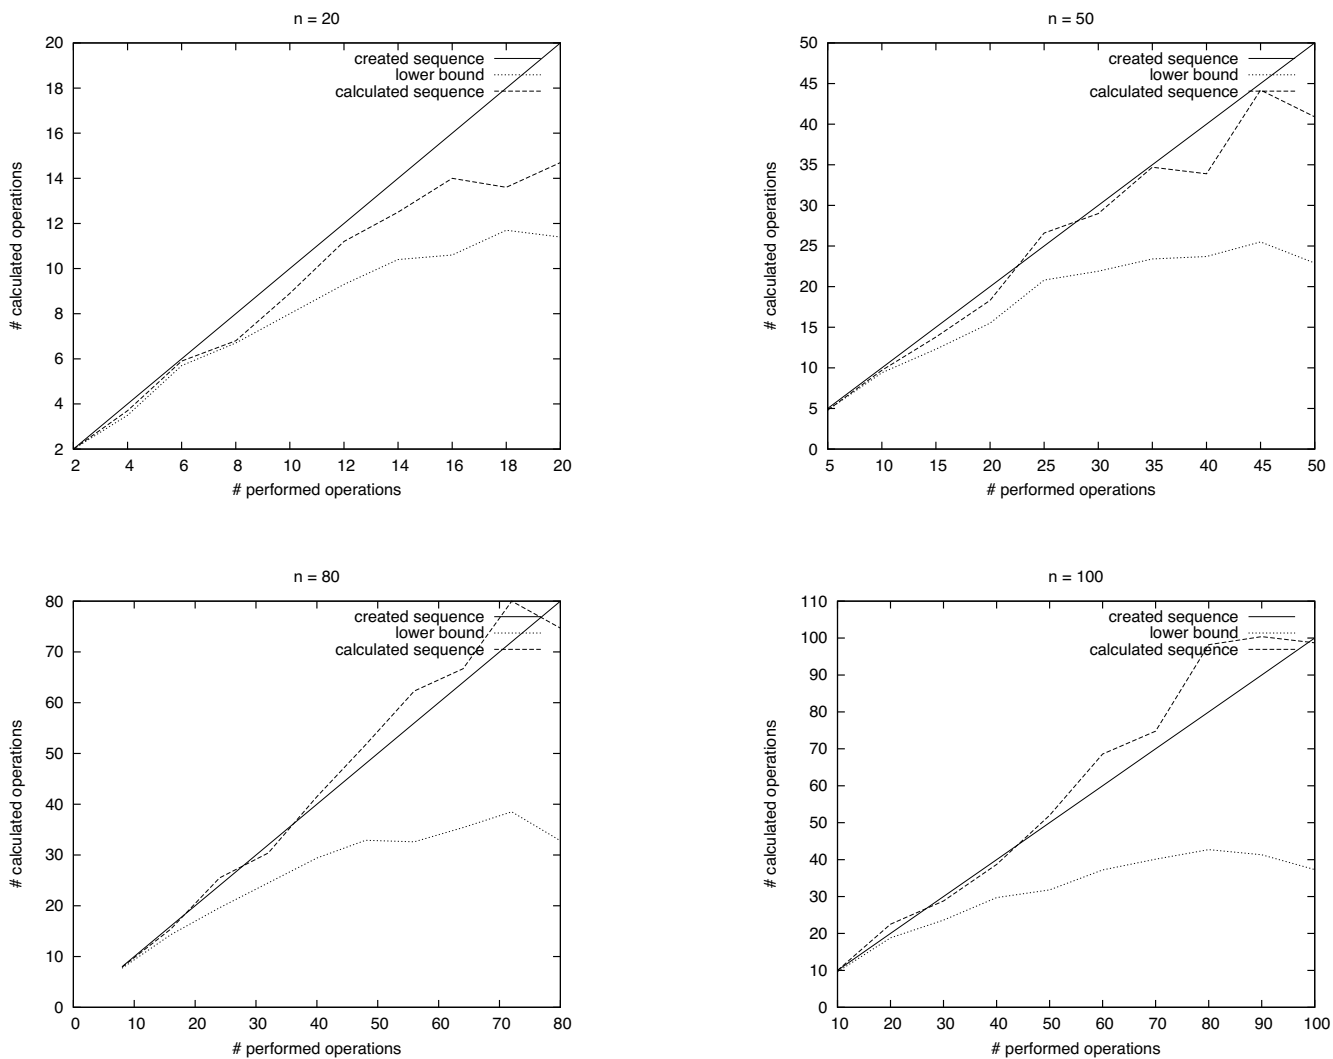 n = 20
20
18
16
14
12
10
8
6
4
2
# calculated operations
created sequence
lower bound
calculated sequence
2 4 6 8 10 12 14 16 18 20
# performed operations
n = 50
50
45
40
35
30
25
20
15
10
5
0
# calculated operations
created sequence
lower bound
calculated sequence
5 10 15 20 25 30 35 40 45 50
# performed operations
n = 80
80
70
60
50
40
30
20
10
0
# calculated operations
created sequence
lower bound
calculated sequence
0 10 20 30 40 50 60 70 80
# performed operations
n = 100
110
100
90
80
70
60
50
40
30
20
10
0
# calculated operations
created sequence
lower bound
calculated sequence
10 20 30 40 50 60 70 80 90 100
# performed operations